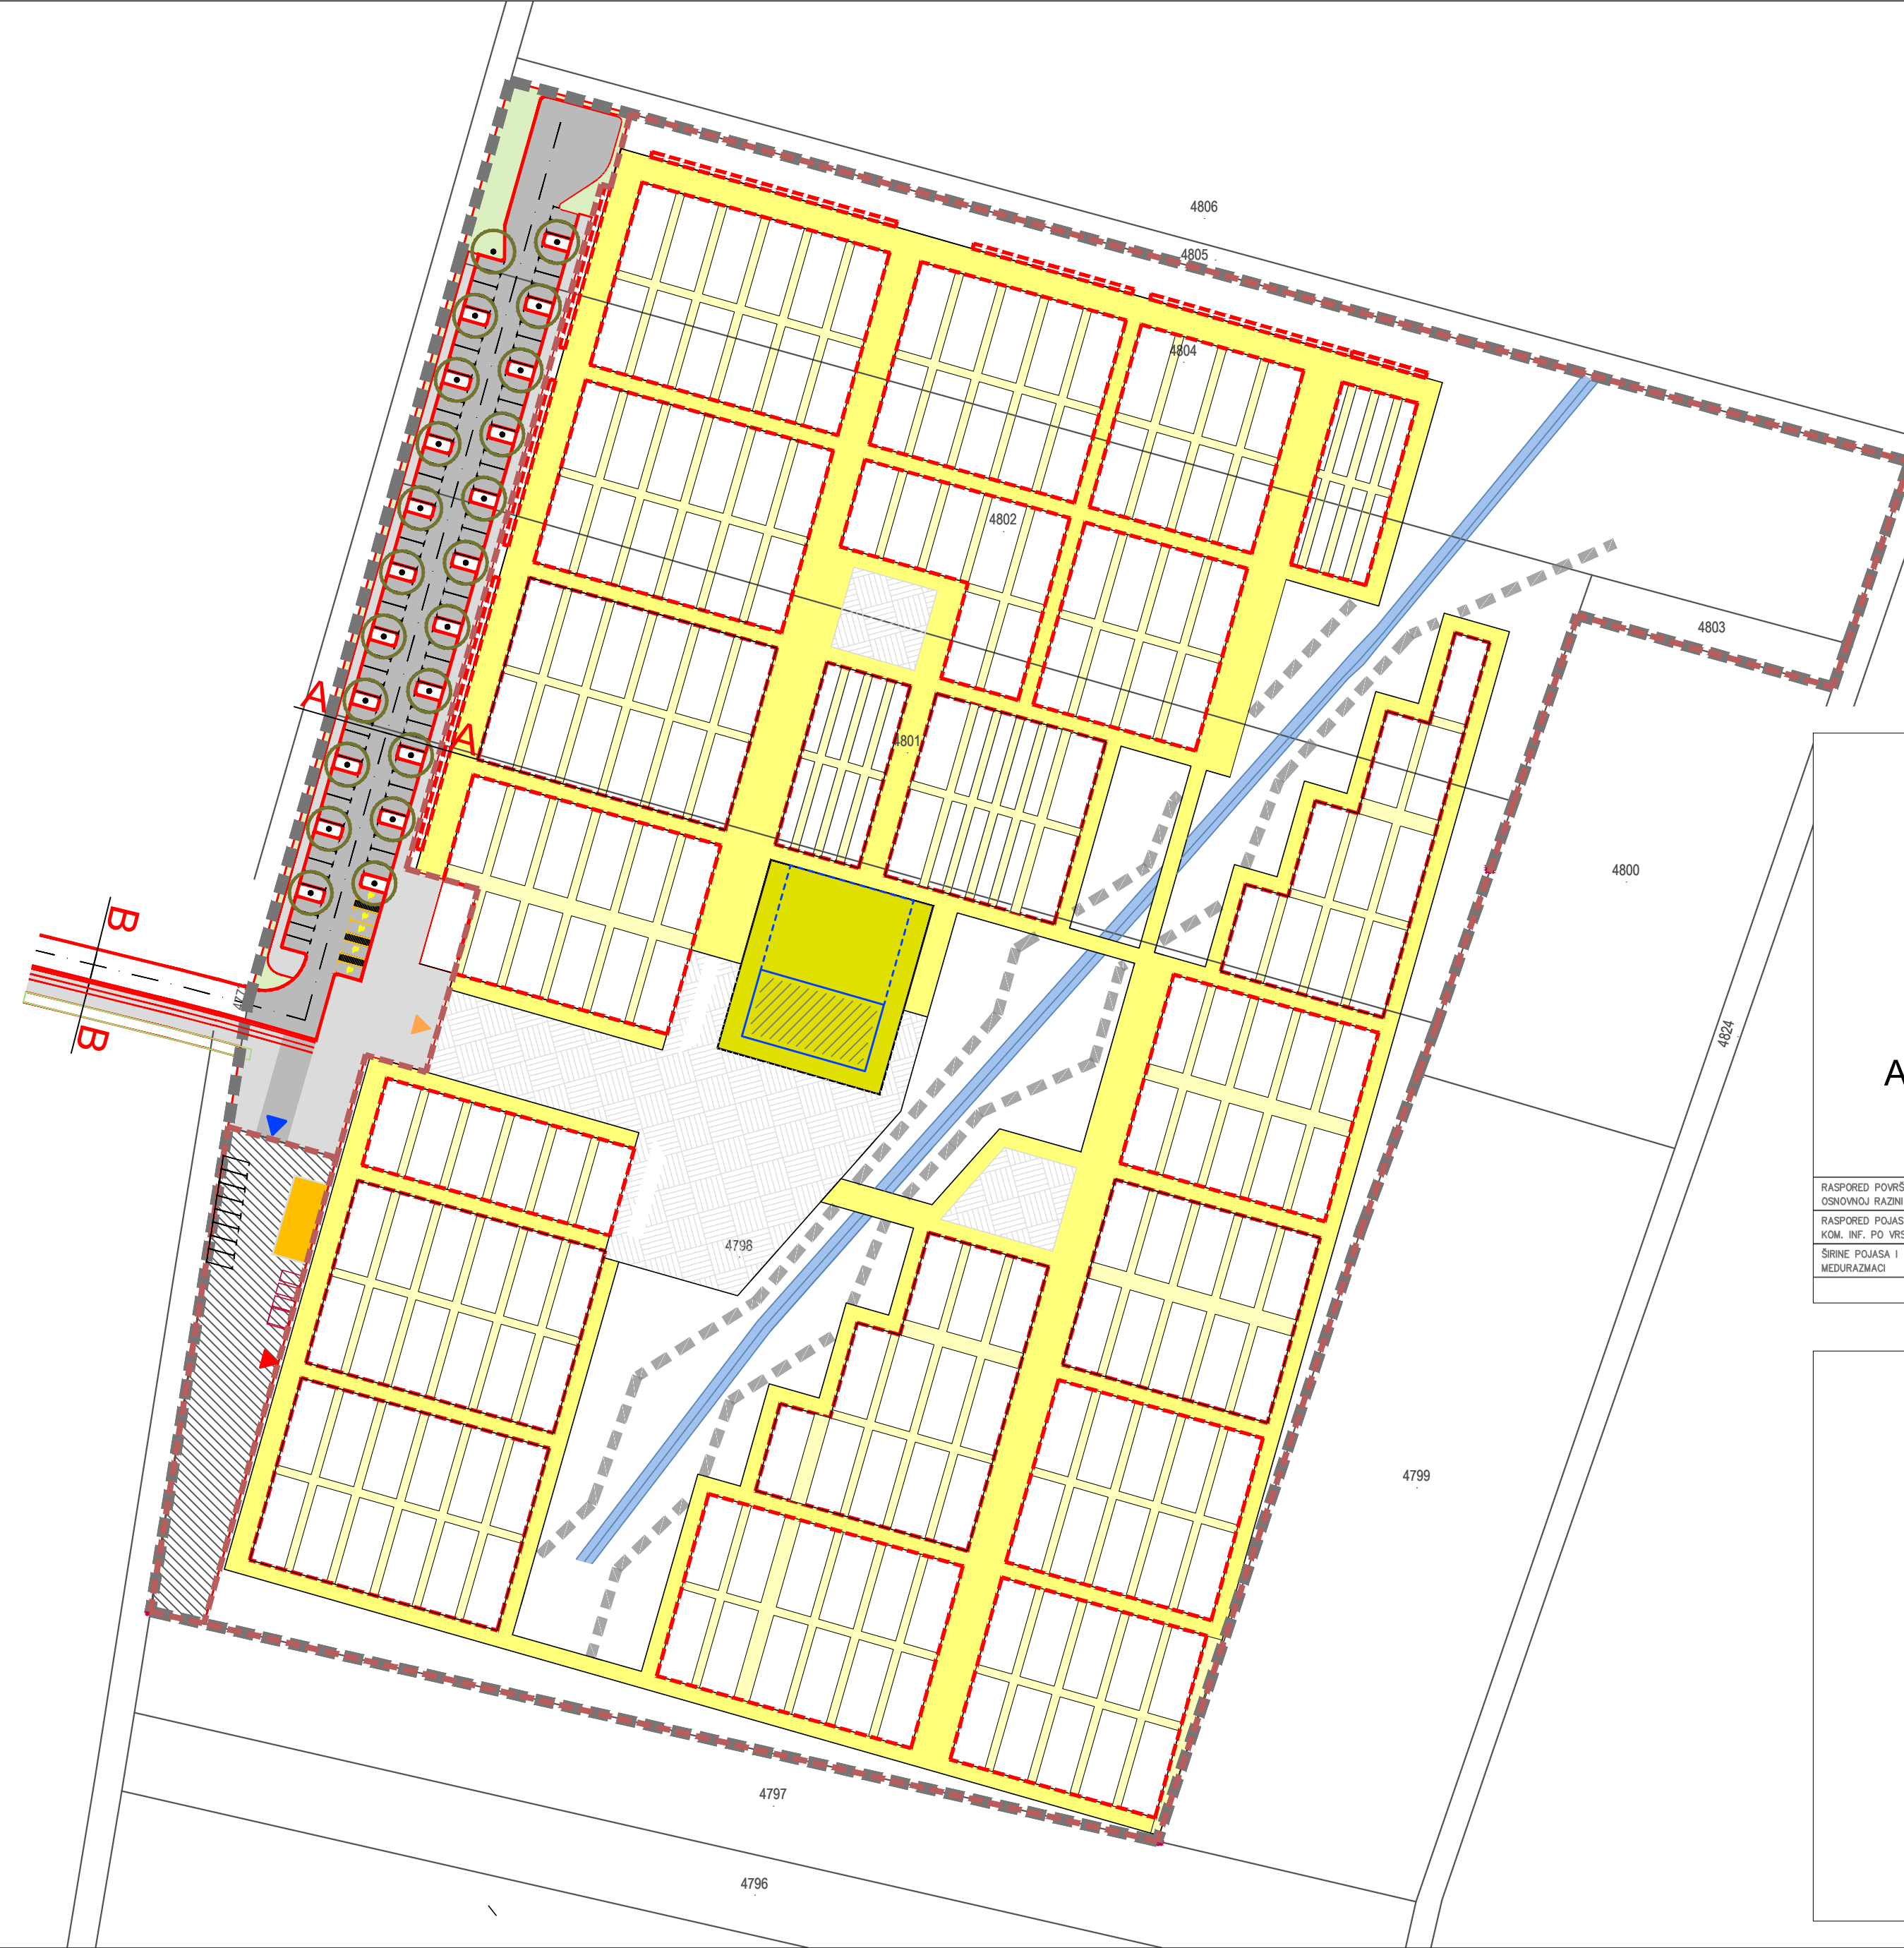 4806
4805
4804
4802
4803
A
A
4801
4800
B
B
4824
A
RASPORED POVRŠ
OSNOVNOJ RAZINI
RASPORED POJAS
KOM. INF. PO VRS
ŠIRINE POJASA I
MEĐURAZMACI
4798
4799
4797
4796